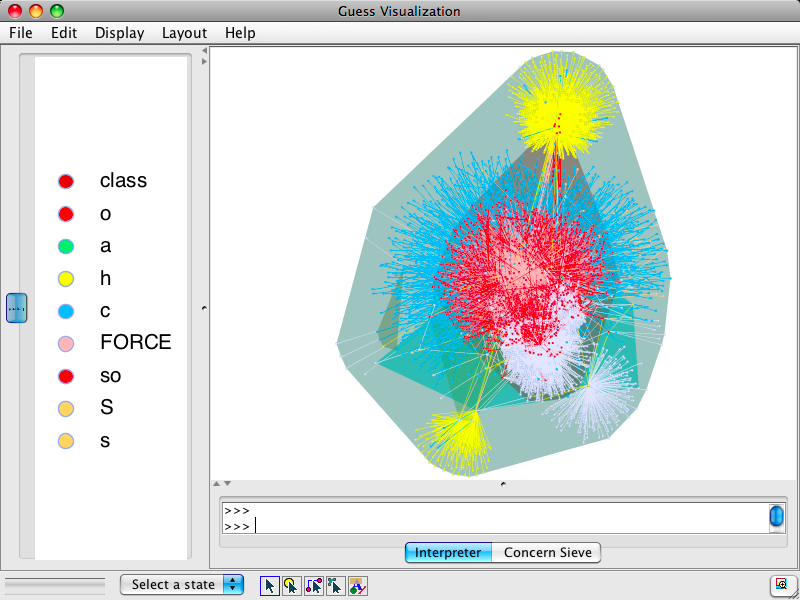 Guess Visualization
File Edit Display Layout Help
class
o
a
h
c
FORCE
so
S
s
>>>
>>>
Interpreter Concern Sieve
Select a state